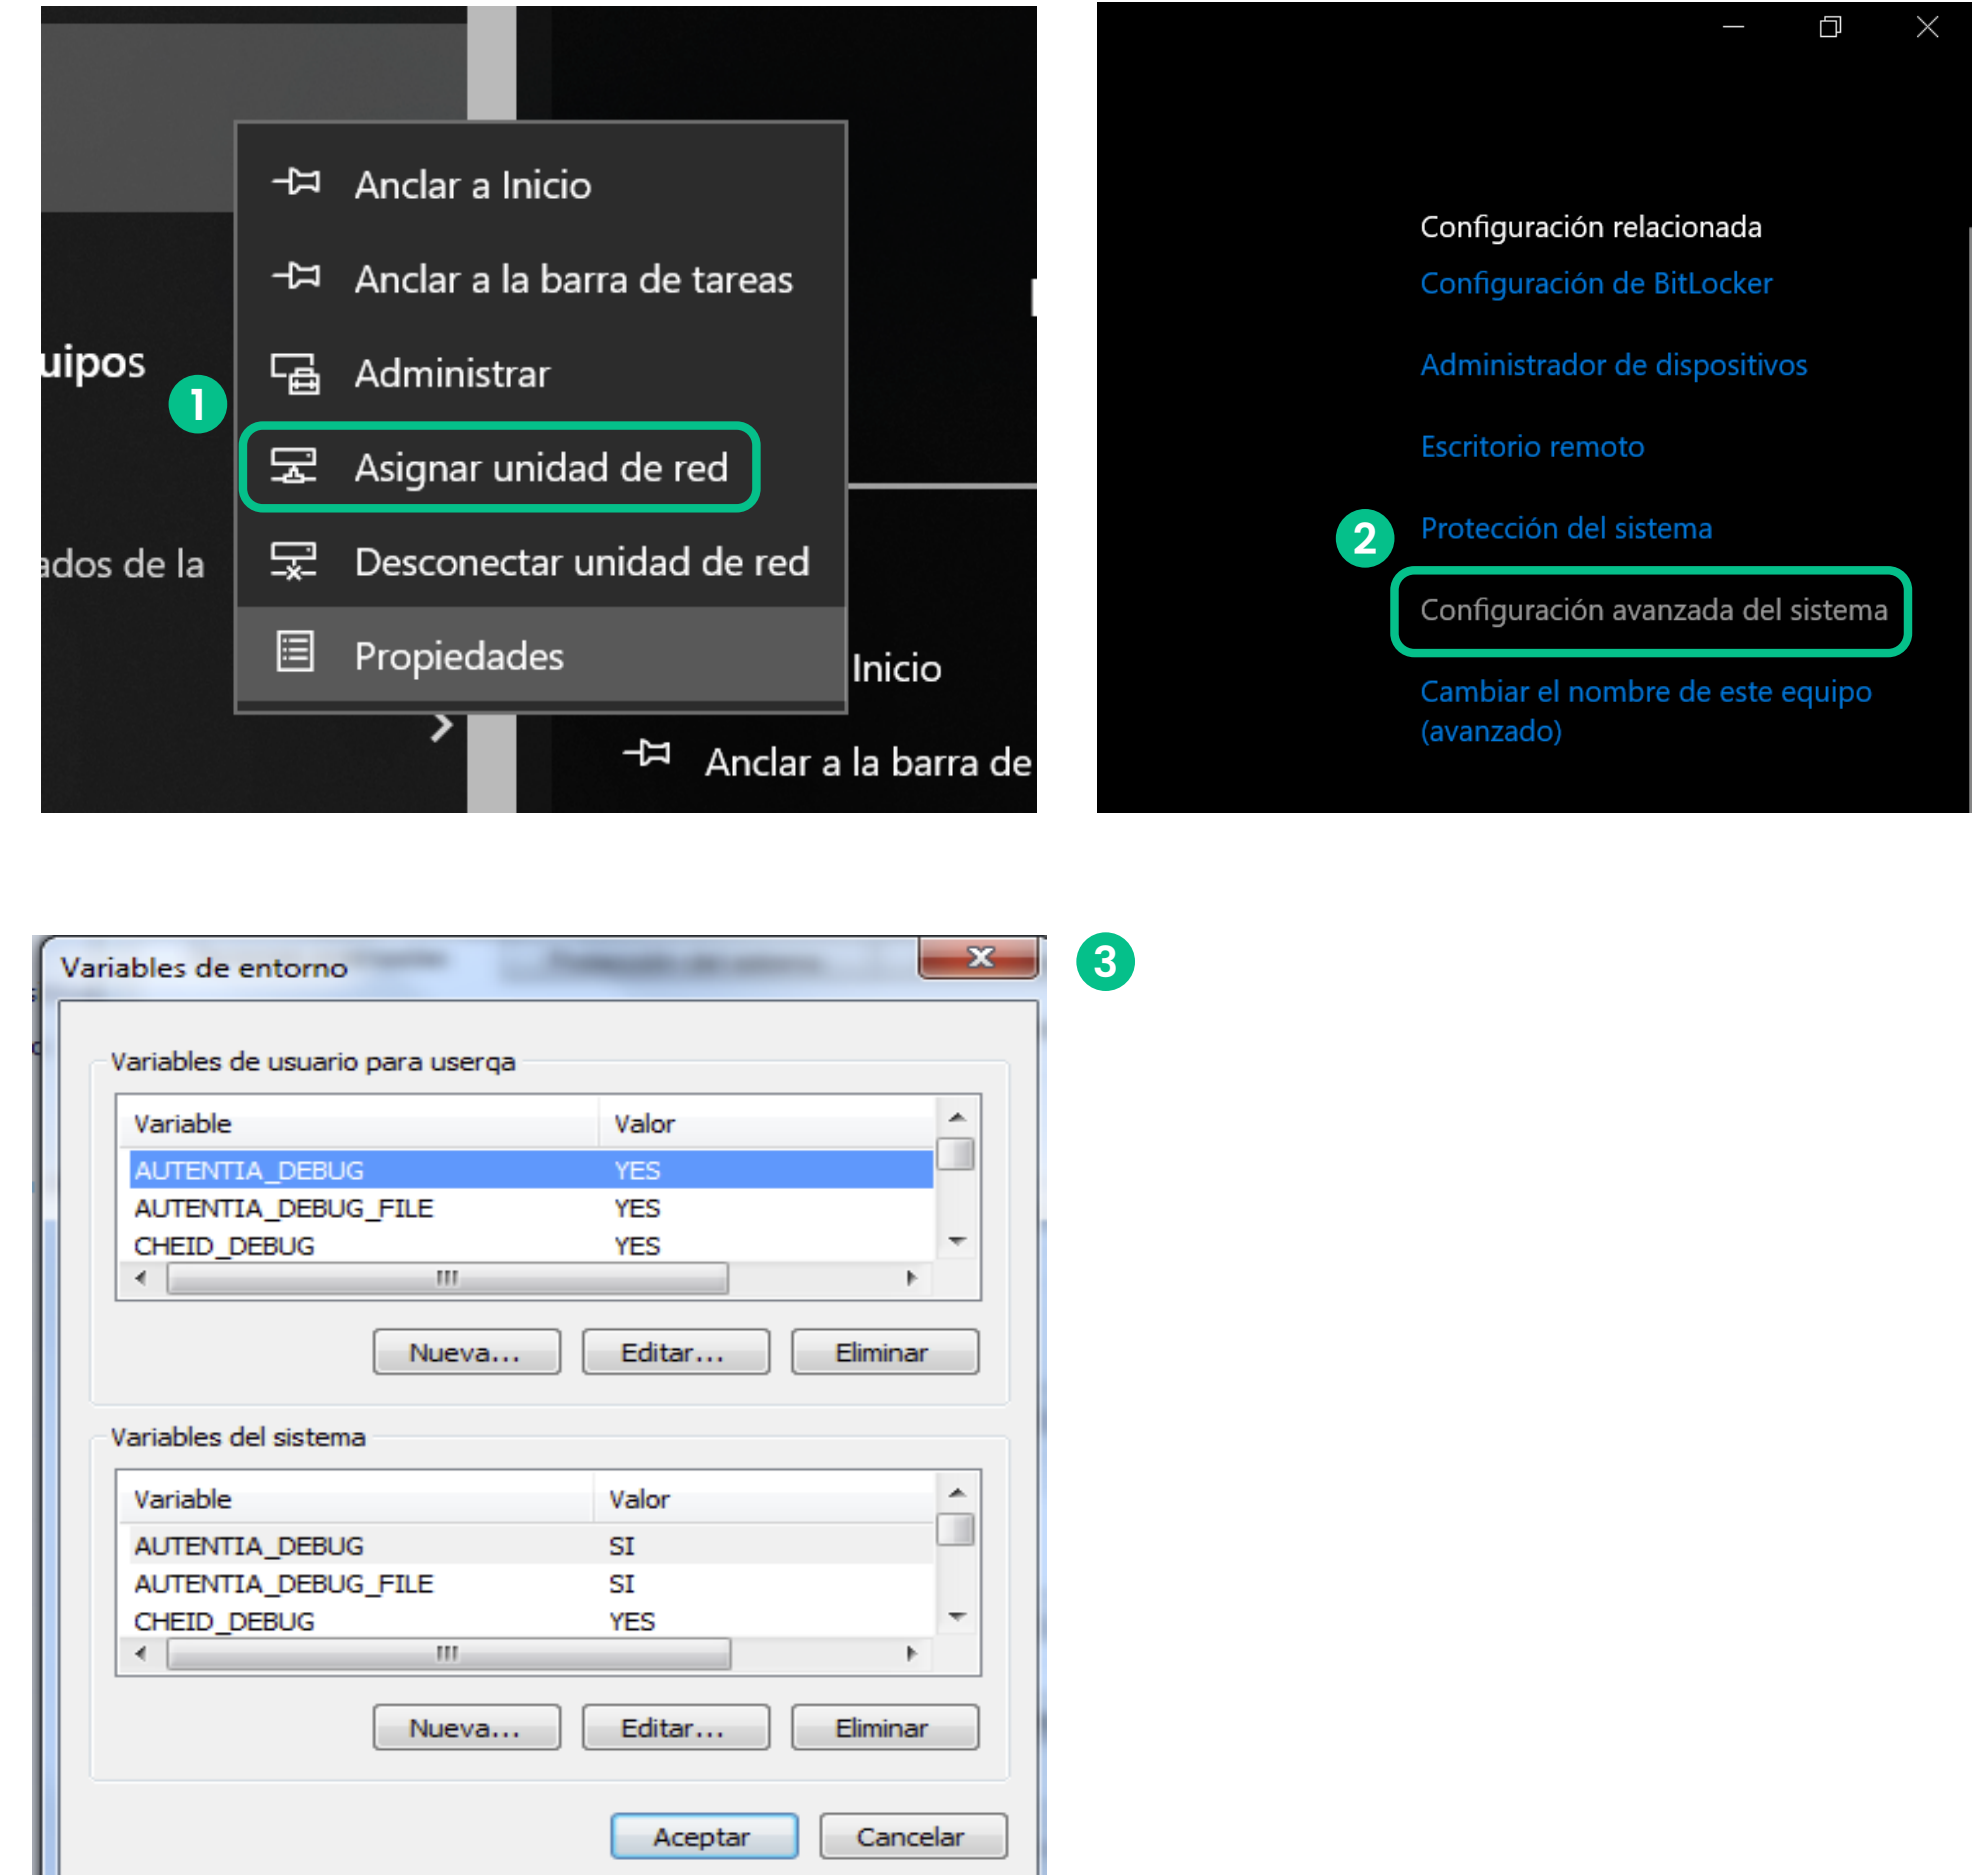 Anclar a Inicio
Anclar a la barra de tareas
uipos
Administrar
1
Asignar unidad de red
ados de la
Desconectar unidad de red
Propiedades
Inicio
Anclar a la barra de
Configuración relacionada
Configuración de BitLocker
Administrador de dispositivos
Escritorio remoto
Protección del sistema
2
Configuración avanzada del sistema
Cambiar el nombre de este equipo
(avanzado)
3
Variables de entorno
Variables de usuario para userqa
Variable Valor
AUTENTIA_DEBUG YES
AUTENTIA_DEBUG_FILE YES
CHEID_DEBUG YES
Nueva... Editar... Eliminar
Variables del sistema
Variable Valor
AUTENTIA_DEBUG SI
AUTENTIA_DEBUG_FILE SI
CHEID_DEBUG YES
Nueva... Editar... Eliminar
Aceptar Cancelar